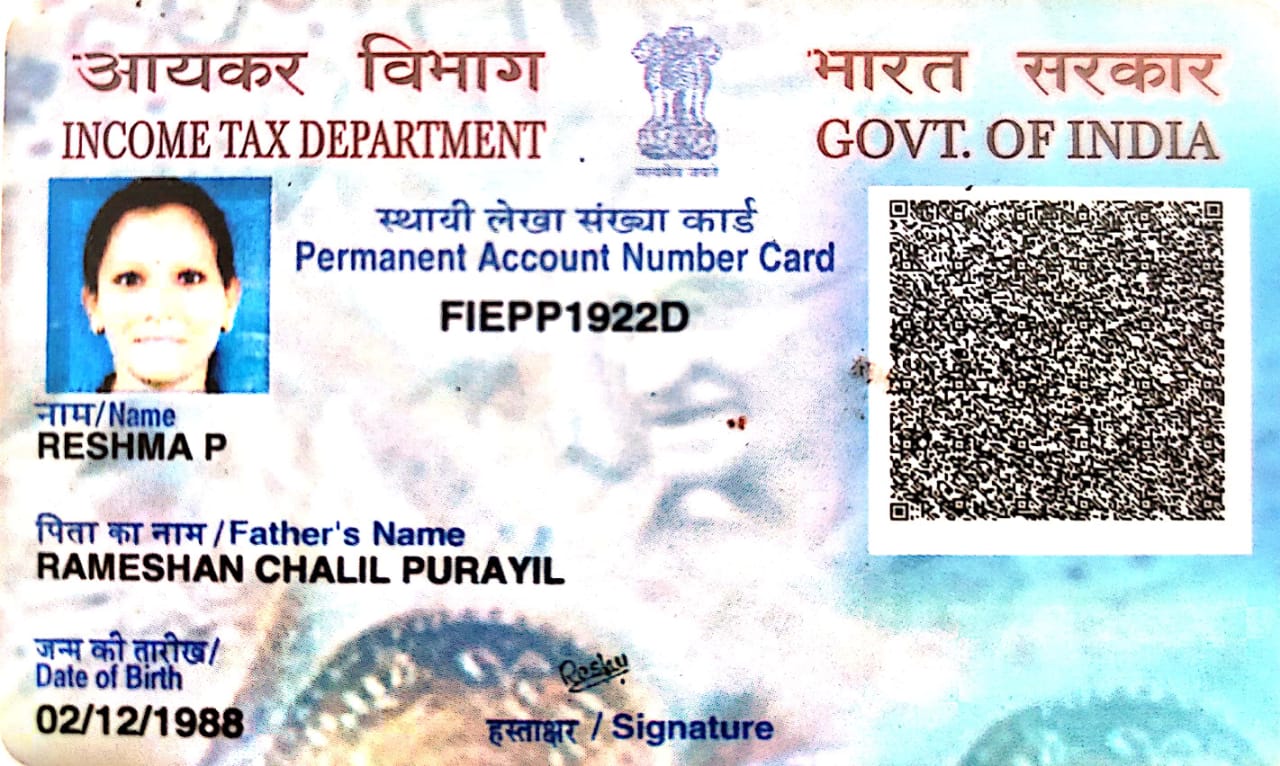 आयकर विभाग
INCOME TAX DEPARTMENT
भारत सरकार
GOVT. OF INDIA
सत्यमेव जयते
स्थायी लेखा संख्या कार्ड
Permanent Account Number Card
FIEPP1922D
नाम/Name
RESHMA P
पिता का नाम/Father's Name
RAMESHAN CHALIL PURAYIL
जन्म की तारीख/
Date of Birth
02/12/1988
हस्ताक्षर / Signature